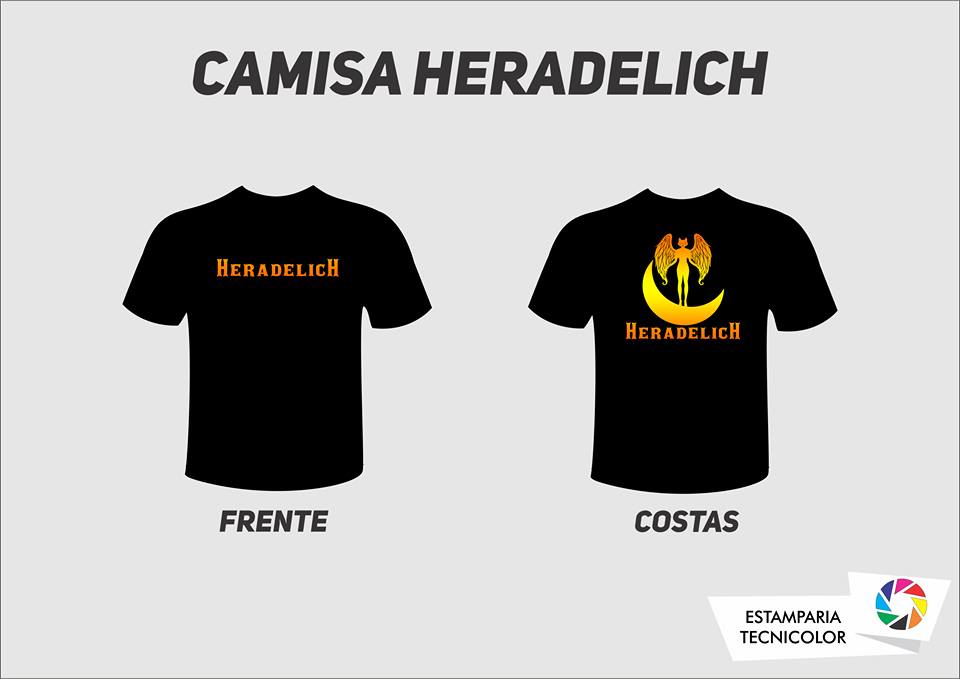 CAMISA HERADELICH
HERADELICH
HERADELICH
FRENTE
COSTAS
ESTAMPARIA
TECNICOLOR